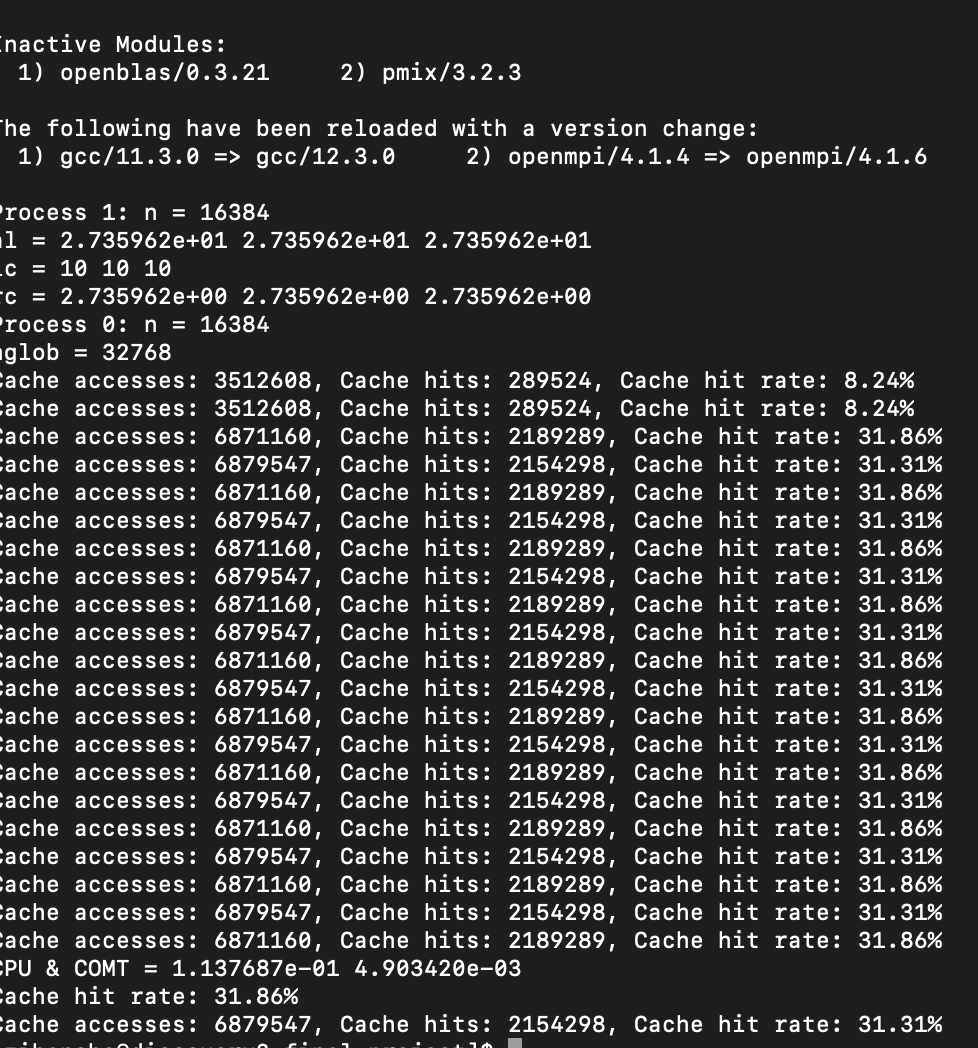 Inactive Modules:
1) openblas/0.3.21 2) pmix/3.2.3
The following have been reloaded with a version change:
1) gcc/11.3.0 => gcc/12.3.0 2) openmpi/4.1.4 => openmpi/4.1.6
Process 1: n = 16384
al = 2.735962e+01 2.735962e+01 2.735962e+01
lc = 10 10 10
rc = 2.735962e+00 2.735962e+00 2.735962e+00
Process 0: n = 16384
nglob = 32768
Cache accesses: 3512608, Cache hits: 289524, Cache hit rate: 8.24%
Cache accesses: 3512608, Cache hits: 289524, Cache hit rate: 8.24%
Cache accesses: 6871160, Cache hits: 2189289, Cache hit rate: 31.86%
Cache accesses: 6879547, Cache hits: 2154298, Cache hit rate: 31.31%
Cache accesses: 6871160, Cache hits: 2189289, Cache hit rate: 31.86%
Cache accesses: 6879547, Cache hits: 2154298, Cache hit rate: 31.31%
Cache accesses: 6871160, Cache hits: 2189289, Cache hit rate: 31.86%
Cache accesses: 6879547, Cache hits: 2154298, Cache hit rate: 31.31%
Cache accesses: 6871160, Cache hits: 2189289, Cache hit rate: 31.86%
Cache accesses: 6879547, Cache hits: 2154298, Cache hit rate: 31.31%
Cache accesses: 6871160, Cache hits: 2189289, Cache hit rate: 31.86%
Cache accesses: 6879547, Cache hits: 2154298, Cache hit rate: 31.31%
Cache accesses: 6871160, Cache hits: 2189289, Cache hit rate: 31.86%
Cache accesses: 6879547, Cache hits: 2154298, Cache hit rate: 31.31%
Cache accesses: 6871160, Cache hits: 2189289, Cache hit rate: 31.86%
Cache accesses: 6879547, Cache hits: 2154298, Cache hit rate: 31.31%
Cache accesses: 6871160, Cache hits: 2189289, Cache hit rate: 31.86%
Cache accesses: 6879547, Cache hits: 2154298, Cache hit rate: 31.31%
Cache accesses: 6871160, Cache hits: 2189289, Cache hit rate: 31.86%
Cache accesses: 6879547, Cache hits: 2154298, Cache hit rate: 31.31%
Cache accesses: 6871160, Cache hits: 2189289, Cache hit rate: 31.86%
CPU & COMT = 1.137687e-01 4.903420e-03
Cache hit rate: 31.86%
Cache accesses: 6879547, Cache hits: 2154298, Cache hit rate: 31.31%